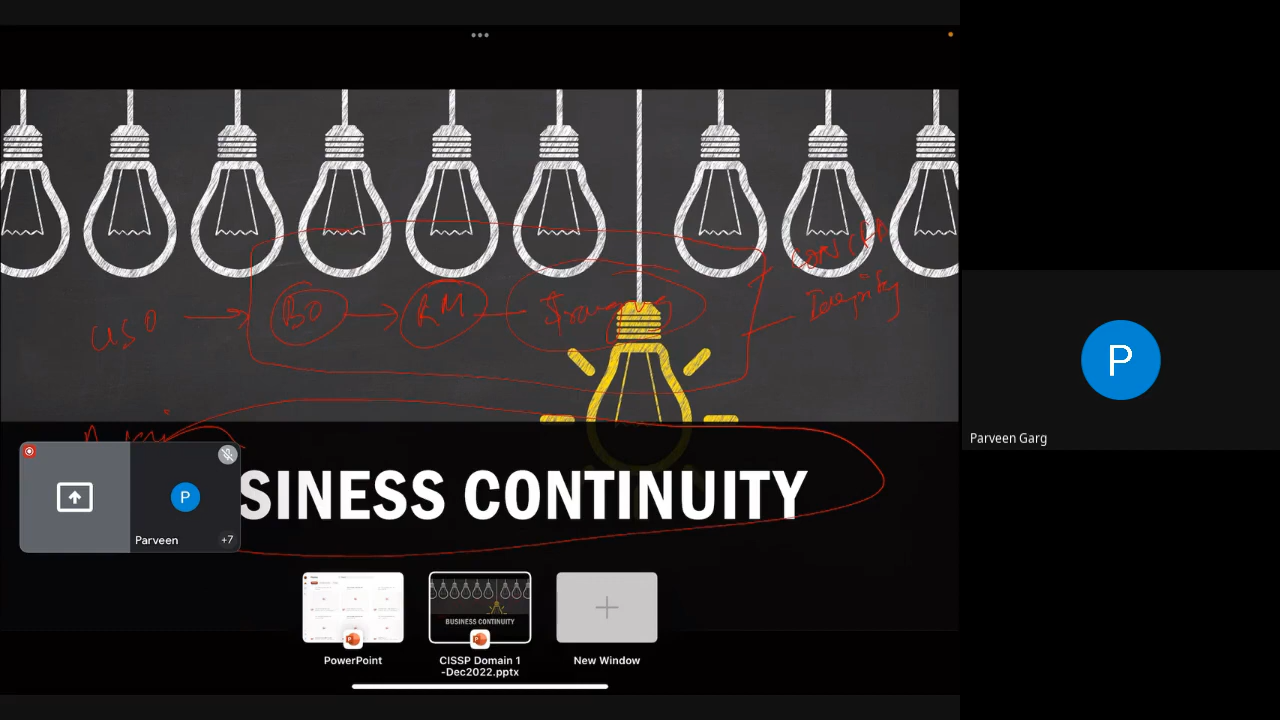 CONCERN
Integrity
BO
RM
USO
SINESS CONTINUITY
P
P
Parveen
+7
Parveen Garg
BUSINESS CONTINUITY
PowerPoint
CISSP Domain 1
-Dec2022.pptx
New Window